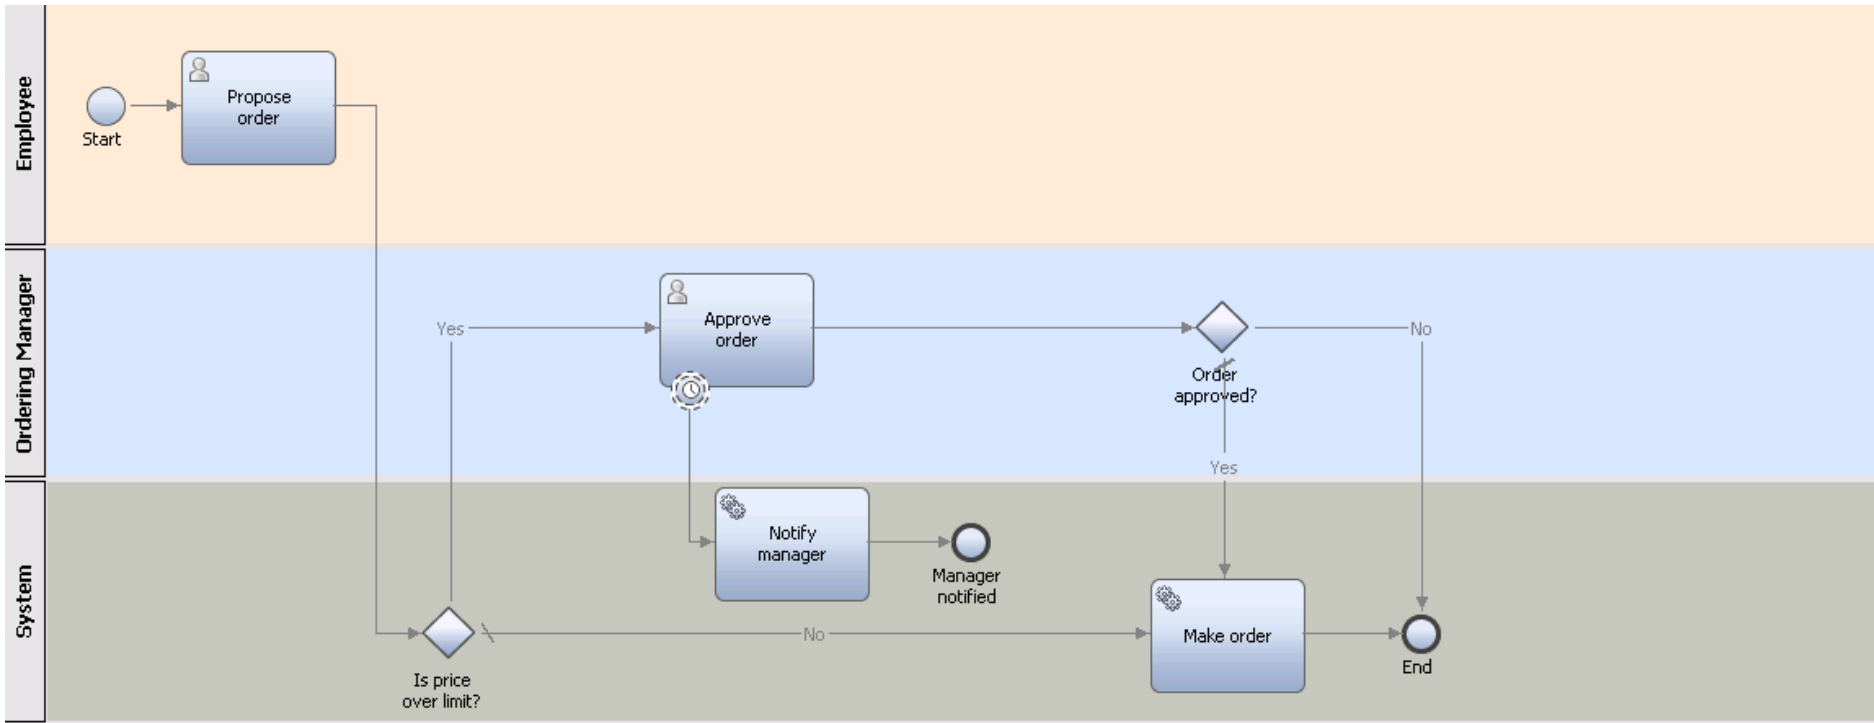 Employee
Start
Propose
order
Ordering Manager
Yes
Approve
order
No
Order
approved?
Yes
System
Notify
manager
Manager
notified
Is price
over limit?
No
Make order
End